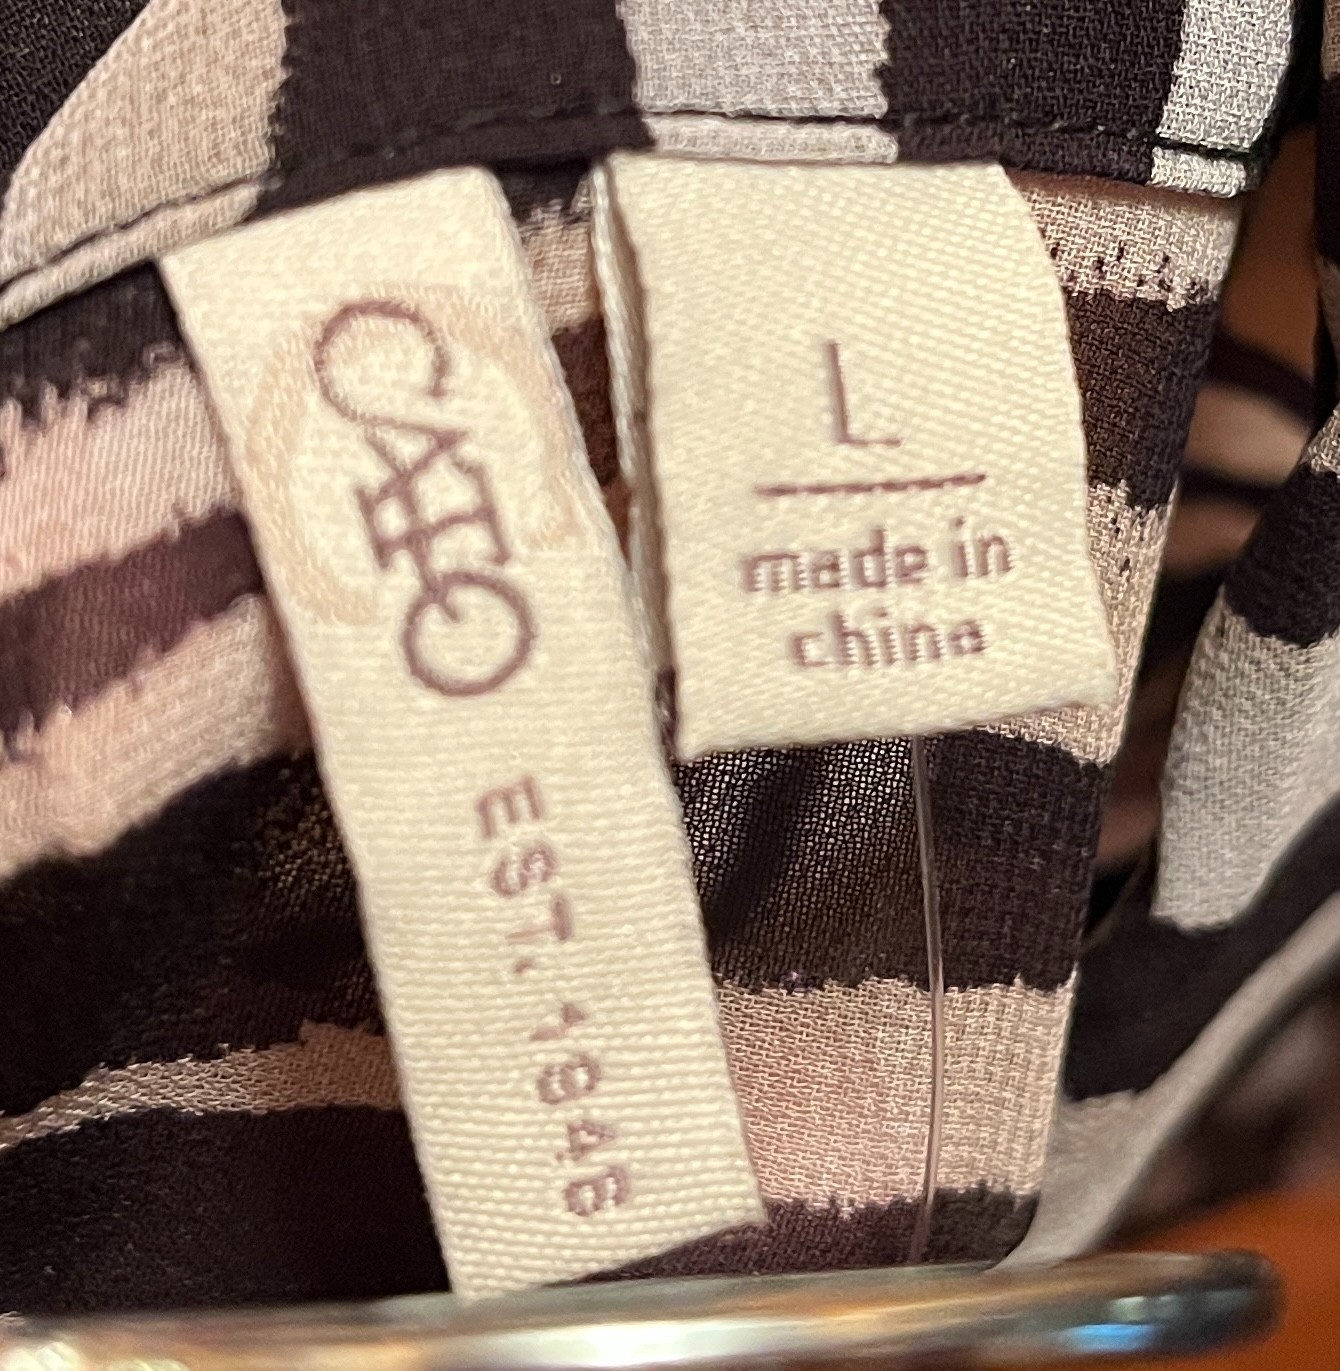 CATO
EST. 1946
L
made in
china